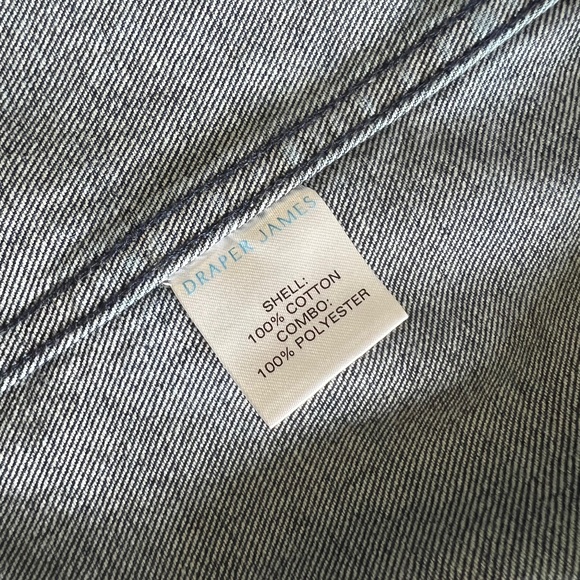 DRAPER JAMES
SHELL:
100% COTTON
COMBO:
100% POLYESTER